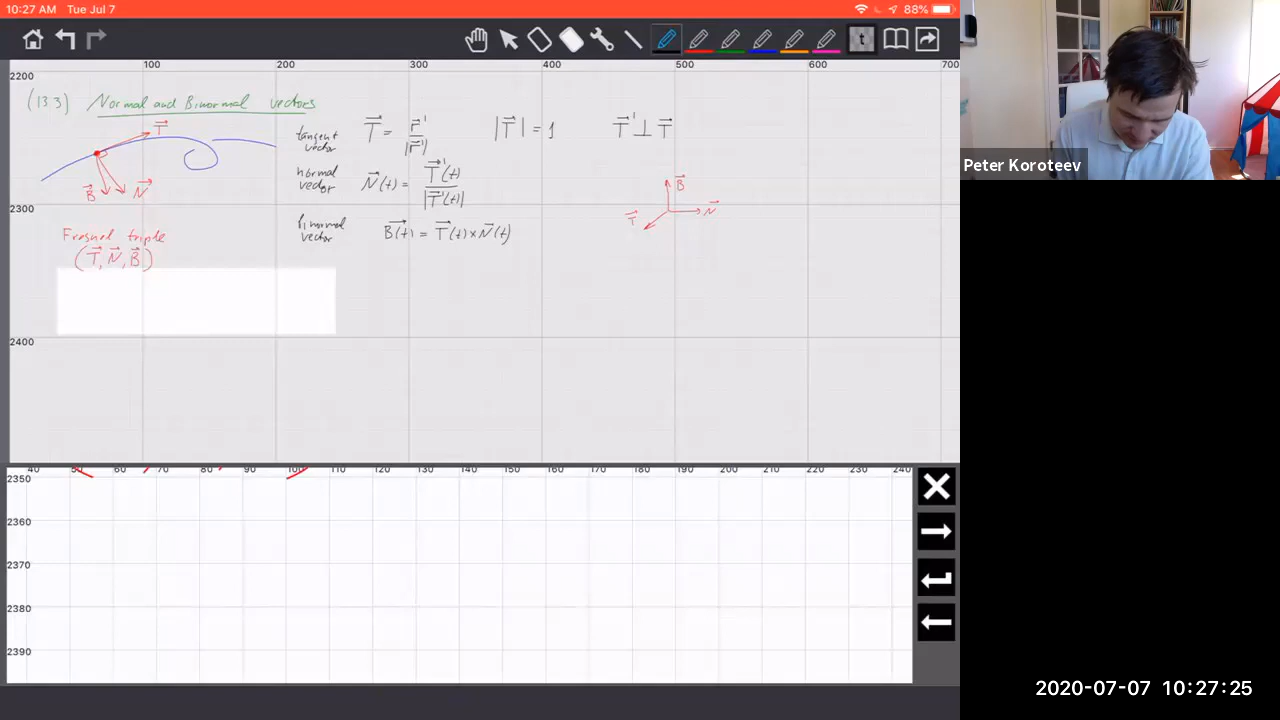 10:27 AM Tue Jul 7
88%
t
100 200 300 400 500 600 700
2200
(13.3) Normal and Binormal vectors
T⃗
tangent vector T⃗ = r⃗' / |r⃗'| |T⃗| = 1 T⃗' ⊥ T⃗
normal vector N⃗(t) = T⃗'(t) / |T⃗'(t)|
B⃗ N⃗
B⃗
T⃗ N⃗
2300
binormal vector B⃗(t) = T⃗(t) × N⃗(t)
Fresnal triple
(T⃗, N⃗, B⃗)
2400
40 50 60 70 80 90 100 110 120 130 140 150 160 170 180 190 200 210 220 230 240
2350
2360
2370
2380
2390
Peter Koroteev
2020-07-07 10:27:25